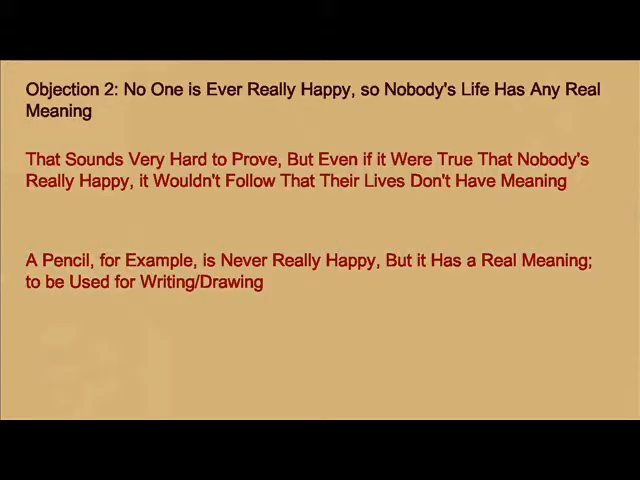 Objection 2: No One is Ever Really Happy, so Nobody's Life Has Any Real
Meaning
That Sounds Very Hard to Prove, But Even if it Were True That Nobody's
Really Happy, it Wouldn't Follow That Their Lives Don't Have Meaning
A Pencil, for Example, is Never Really Happy, But it Has a Real Meaning;
to be Used for Writing/Drawing